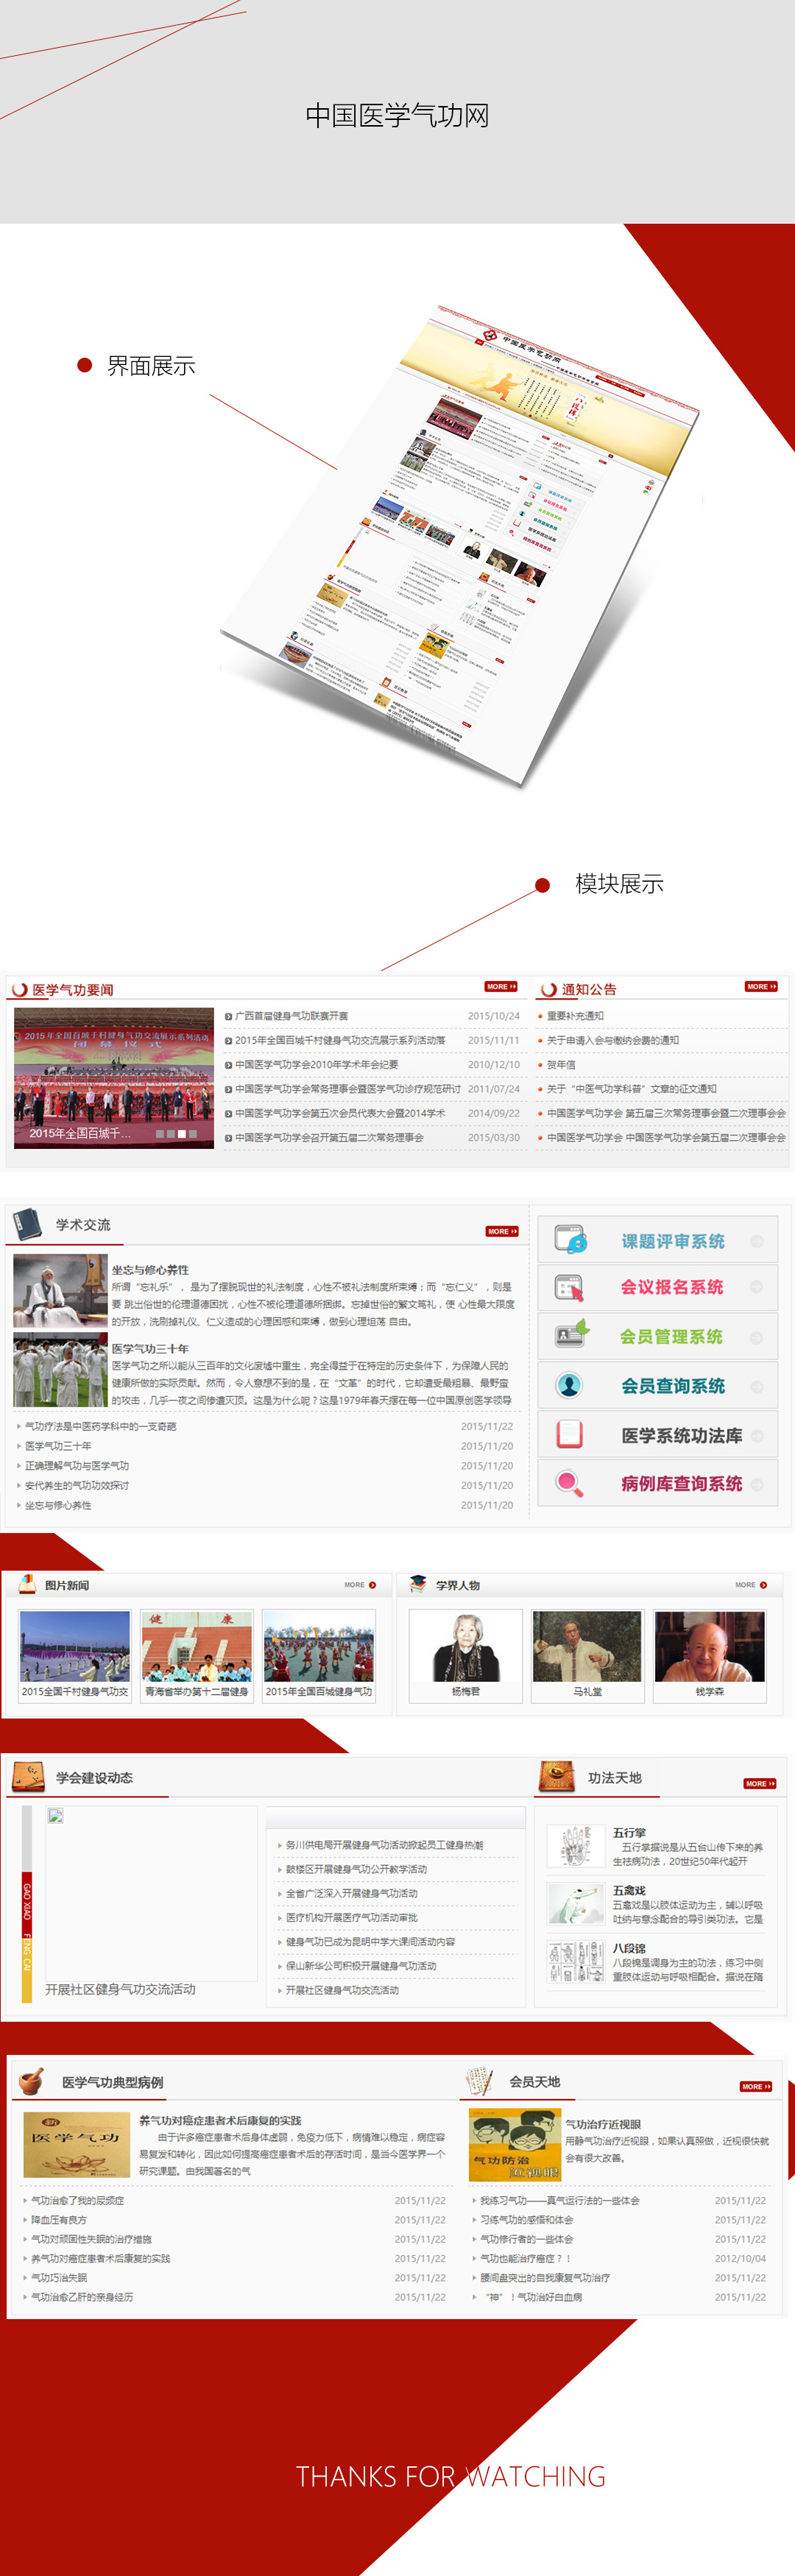 中国医学气功网
界面展示
模块展示
医学气功要闻
MORE
通知公告
MORE
2015年全国百城千村健身气功交流展示系列活动
闭幕仪式
2015年全国百城千...
广西首届健身气功联赛开赛 2015/10/24
2015年全国百城千村健身气功交流展示系列活动落 2015/11/11
中国医学气功学会2010年学术年会纪要 2010/12/10
中国医学气功学会常务理事会暨医学气功诊疗规范研讨 2011/07/24
中国医学气功学会第五次会员代表大会暨2014学术 2014/09/22
中国医学气功学会召开第五届二次常务理事会 2015/03/30
重要补充通知
关于申请入会与缴纳会费的通知
贺年信
关于“中医气功学科普”文章的征文通知
中国医学气功学会 第五届三次常务理事会暨二次理事会会
中国医学气功学会 中国医学气功学会第五届二次理事会会
学术交流
MORE
坐忘与修心养性
所谓“忘礼乐”，是为了摆脱现世的礼法制度，心性不被礼法制度所束缚；而“忘仁义”，则是
要 跳出俗世的伦理道德困扰，心性不被伦理道德所捆绑。忘掉世俗的繁文笃礼，使 心性最大限度
的开放，洗刷掉礼仪、仁义造成的心理困惑和束缚，做到心理坦荡 自由。
医学气功三十年
医学气功之所以能从三百年的文化废墟中重生，完全得益于在特定的历史条件下，为保障人民的
健康所做的实际贡献。然而，令人意想不到的是，在“文革”的时代，它却遭受最粗暴、最野蛮
的攻击，几乎一夜之间惨遭灭顶。这是为什么呢？这是1979年春天摆在每一位中国原创医学领导
气功疗法是中医药学科中的一支奇葩 2015/11/22
医学气功三十年 2015/11/20
正确理解气功与医学气功 2015/11/20
安代养生的气功功效探讨 2015/11/20
坐忘与修心养性 2015/11/20
课题评审系统
会议报名系统
会员管理系统
会员查询系统
医学系统功法库
病例库查询系统
图片新闻
MORE
学界人物
MORE
健 康
2015全国千村健身气功交
青海省举办第十二届健身
2015年全国百城健身气功
杨梅君
马礼堂
钱学森
学会建设动态
功法天地
MORE
GAO XIAO FENG CAI
开展社区健身气功交流活动
务川供电局开展健身气功活动掀起员工健身热潮
鼓楼区开展健身气功公开教学活动
全省广泛深入开展健身气功活动
医疗机构开展医疗气功活动审批
健身气功已成为昆明中学大课间活动内容
保山新华公司积极开展健身气功活动
开展社区健身气功交流活动
五行掌
五行掌据说是从五台山传下来的养
生祛病功法，20世纪50年代起开
五禽戏
五禽戏是以肢体运动为主，辅以呼吸
吐纳与意念配合的导引类功法。它是
八段锦
八段锦是调身为主的功法，练习中侧
重肢体运动与呼吸相配合。据说在隋
医学气功典型病例
会员天地
MORE
医学气功
养气功对癌症患者术后康复的实践
由于许多癌症患者术后身体虚弱，免疫力低下，病情难以稳定，病症容
易复发和转化，因此如何提高癌症患者术后的存活时间，是当今医学界一个
研究课题。由我国著名的气
气功防治
近视眼
气功治疗近视眼
用静气功治疗近视眼，如果认真照做，近视很快就
会有很大改善。
气功治愈了我的尿频症 2015/11/22
降血压有良方 2015/11/22
气功对顽固性失眠的治疗措施 2015/11/22
养气功对癌症患者术后康复的实践 2015/11/22
气功巧治失眠 2015/11/22
气功治愈乙肝的亲身经历 2015/11/22
我练习气功——真气运行法的一些体会 2015/11/22
习练气功的感悟和体会 2015/11/22
气功修行者的一些体会 2015/11/22
气功也能治疗癌症？！ 2012/10/04
腰间盘突出的自我康复气功治疗 2015/11/22
“神”！气功治好白血病 2015/11/22
THANKS FOR WATCHING